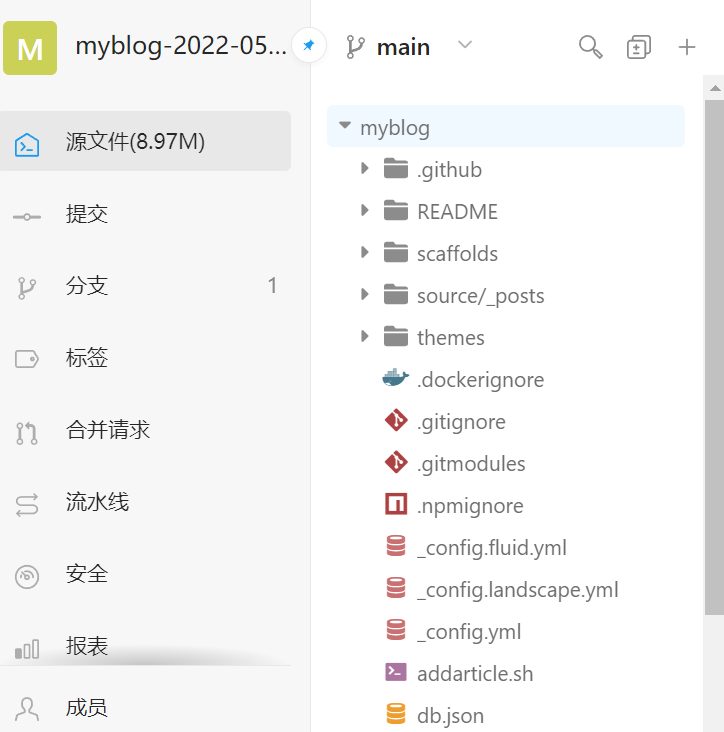 M
myblog-2022-05...
源文件(8.97M)
提交
分支 1
标签
合并请求
流水线
安全
报表
成员
main
myblog
.github
README
scaffolds
source/_posts
themes
.dockerignore
.gitignore
.gitmodules
.npmignore
_config.fluid.yml
_config.landscape.yml
_config.yml
addarticle.sh
db.json